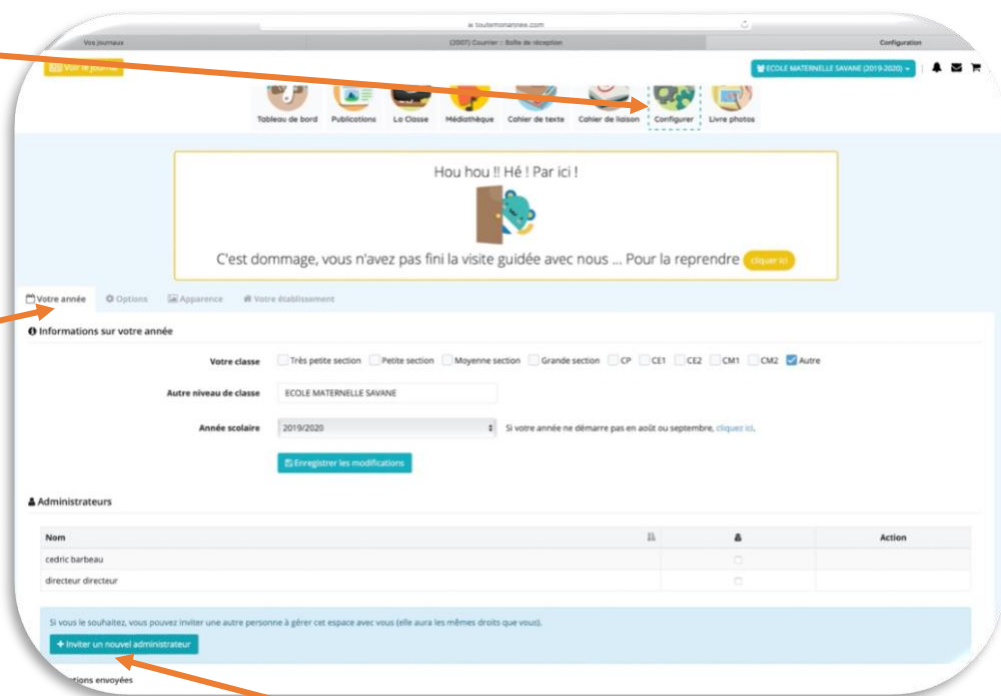 toutemonannee.com
Vos journaux
(2007) Courrier :: Boîte de réception
Configuration
Voir le journal
ECOLE MATERNELLE SAVANE (2019-2020)
Tableau de bord
Publications
La Classe
Médiathèque
Cahier de texte
Cahier de liaison
Configurer
Livre photos
Hou hou !! Hé ! Par ici !
C'est dommage, vous n'avez pas fini la visite guidée avec nous ... Pour la reprendre cliquer ici
Votre année
Options
Apparence
Votre établissement
Informations sur votre année
Votre classe
Très petite section
Petite section
Moyenne section
Grande section
CP
CE1
CE2
CM1
CM2
Autre
Autre niveau de classe
ECOLE MATERNELLE SAVANE
Année scolaire
2019/2020
Si votre année ne démarre pas en août ou septembre, cliquez ici.
Enregistrer les modifications
Administrateurs
Nom
Action
cedric barbeau
directeur directeur
Si vous le souhaitez, vous pouvez inviter une autre personne à gérer cet espace avec vous (elle aura les mêmes droits que vous).
+ Inviter un nouvel administrateur
envoyées